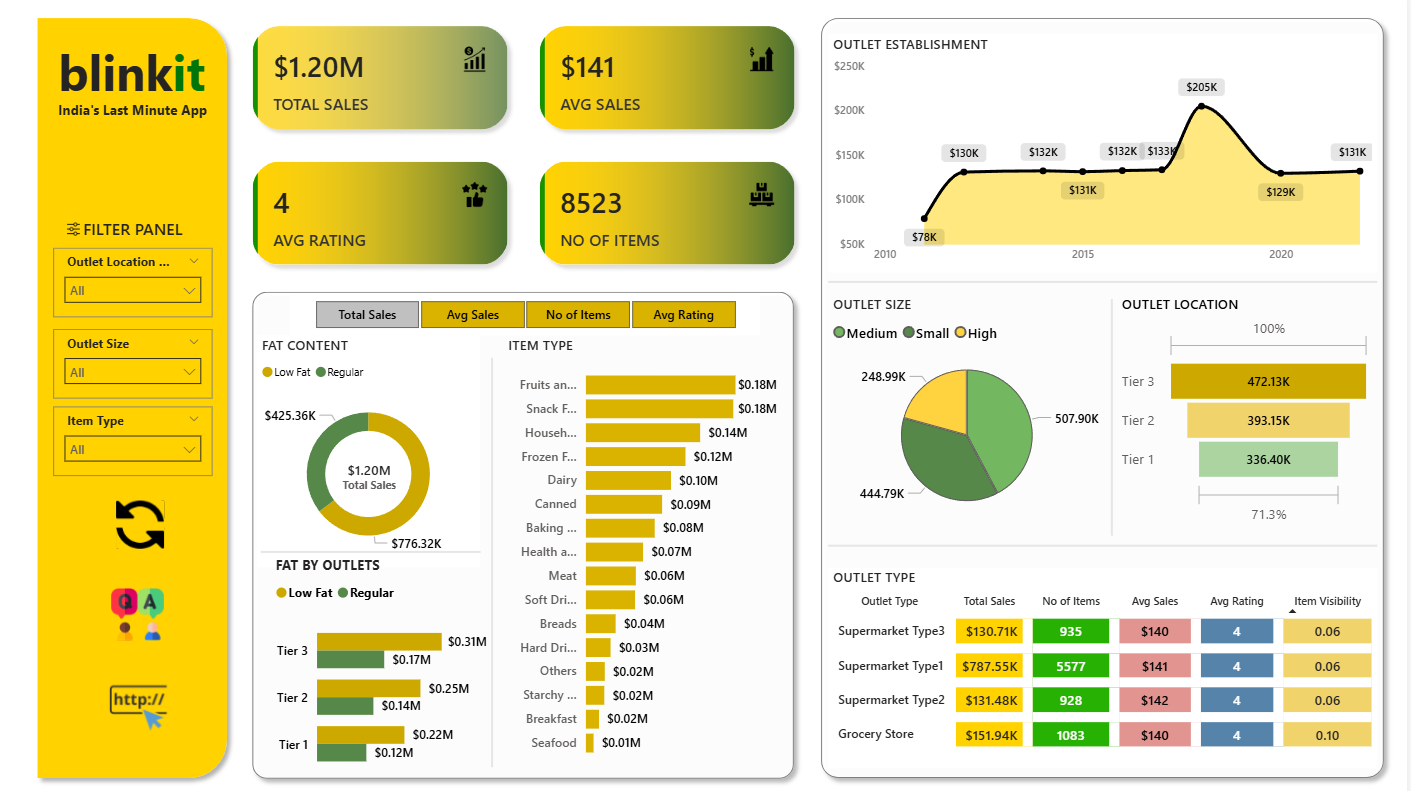 blinkit
India's Last Minute App
FILTER PANEL
Outlet Location ...
All
Outlet Size
All
Item Type
All
Q A
http://
$1.20M
TOTAL SALES
$141
AVG SALES
4
AVG RATING
8523
NO OF ITEMS
Total Sales Avg Sales No of Items Avg Rating
FAT CONTENT
Low Fat Regular
$425.36K
$1.20M
Total Sales
$776.32K
FAT BY OUTLETS
Low Fat Regular
Tier 3 $0.31M
$0.17M
Tier 2 $0.25M
$0.14M
Tier 1 $0.22M
$0.12M
ITEM TYPE
Fruits an... $0.18M
Snack F... $0.18M
Househ... $0.14M
Frozen F... $0.12M
Dairy $0.10M
Canned $0.09M
Baking ... $0.08M
Health a... $0.07M
Meat $0.06M
Soft Dri... $0.06M
Breads $0.04M
Hard Dri... $0.03M
Others $0.02M
Starchy ... $0.02M
Breakfast $0.02M
Seafood $0.01M
OUTLET ESTABLISHMENT
$250K
$200K
$150K
$100K
$50K
$78K
$130K
$132K
$131K
$132K
$133K
$205K
$129K
$131K
2010 2015 2020
OUTLET SIZE
Medium Small High
248.99K
507.90K
444.79K
OUTLET LOCATION
100%
Tier 3 472.13K
Tier 2 393.15K
Tier 1 336.40K
71.3%
OUTLET TYPE
Outlet Type Total Sales No of Items Avg Sales Avg Rating Item Visibility
Supermarket Type3 $130.71K 935 $140 4 0.06
Supermarket Type1 $787.55K 5577 $141 4 0.06
Supermarket Type2 $131.48K 928 $142 4 0.06
Grocery Store $151.94K 1083 $140 4 0.10